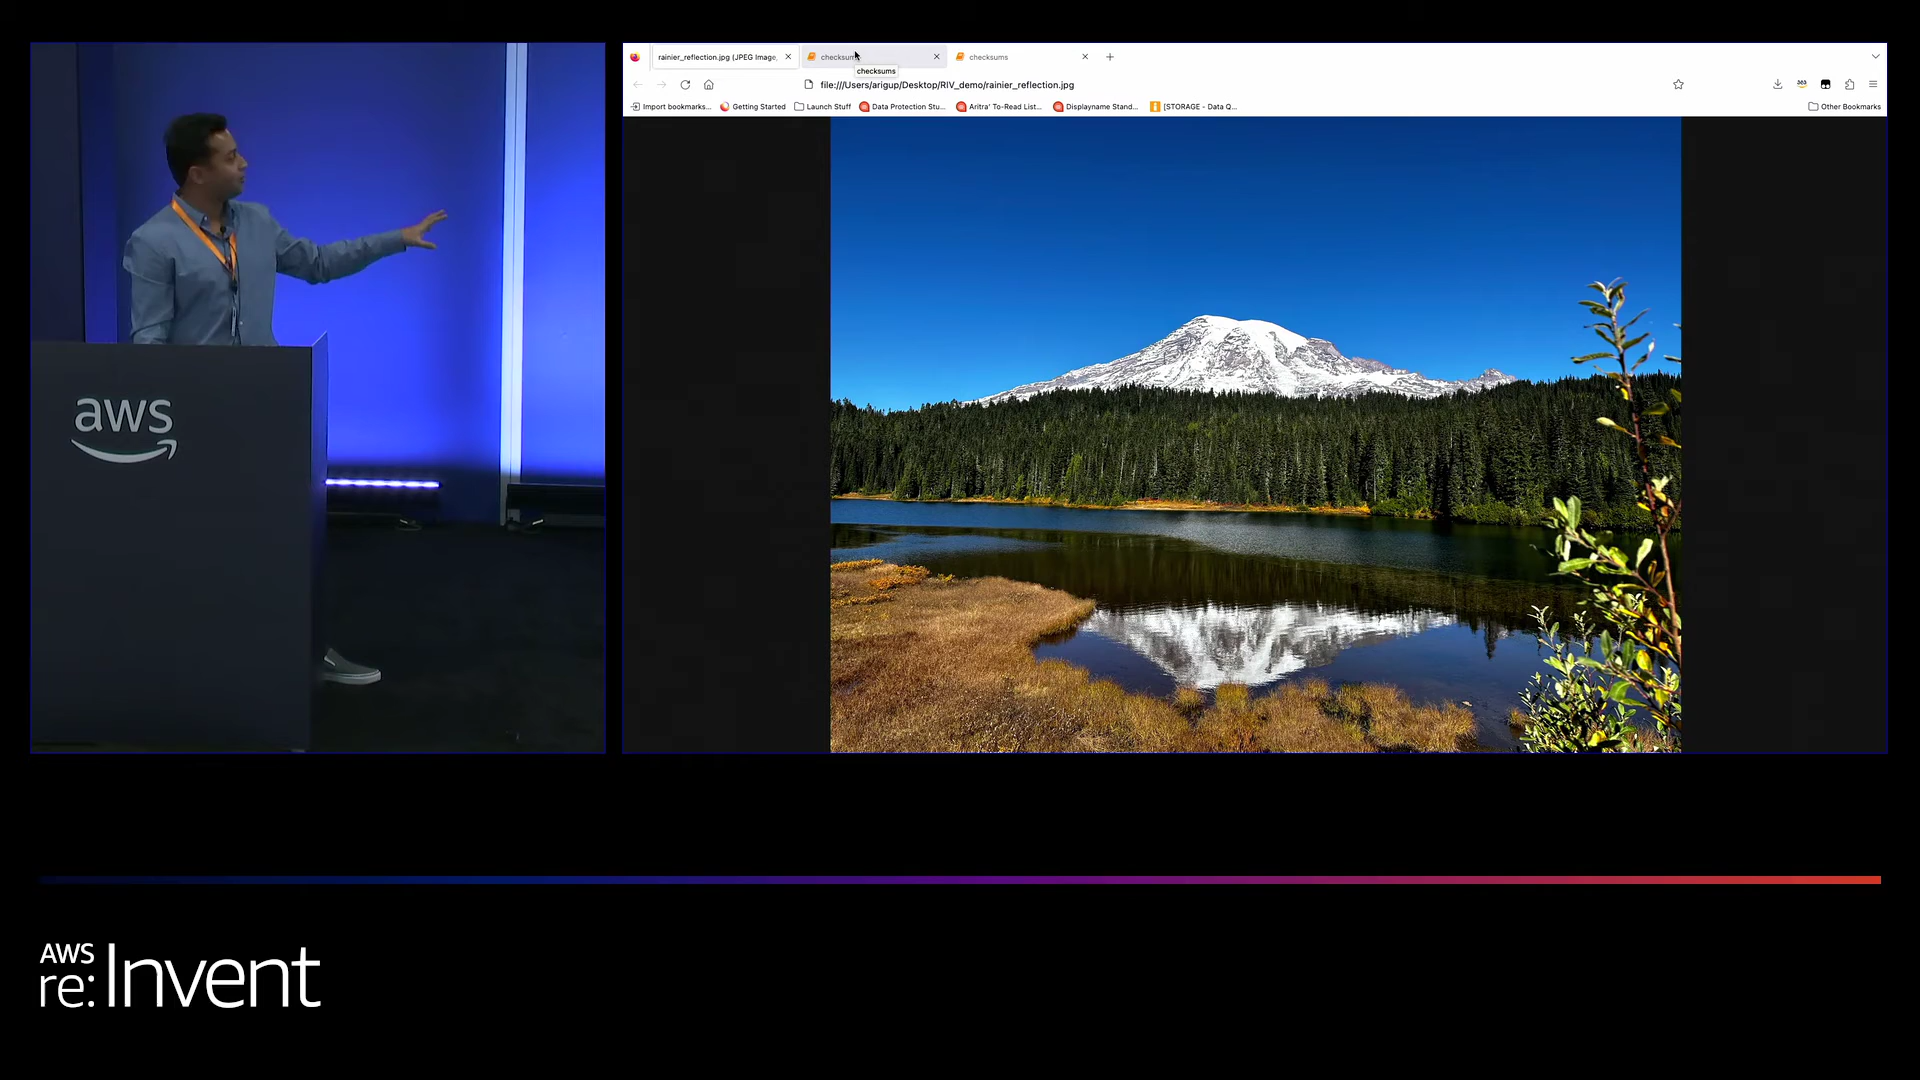 aws
rainier_reflection.jpg (JPEG Image,
checksums
checksums
checksums
file:///Users/arigup/Desktop/RIV_demo/rainier_reflection.jpg
Import bookmarks...
Getting Started
Launch Stuff
Data Protection Stu...
Aritra' To-Read List...
Displayname Stand...
[STORAGE - Data Q...
Other Bookmarks
AWS
re:Invent